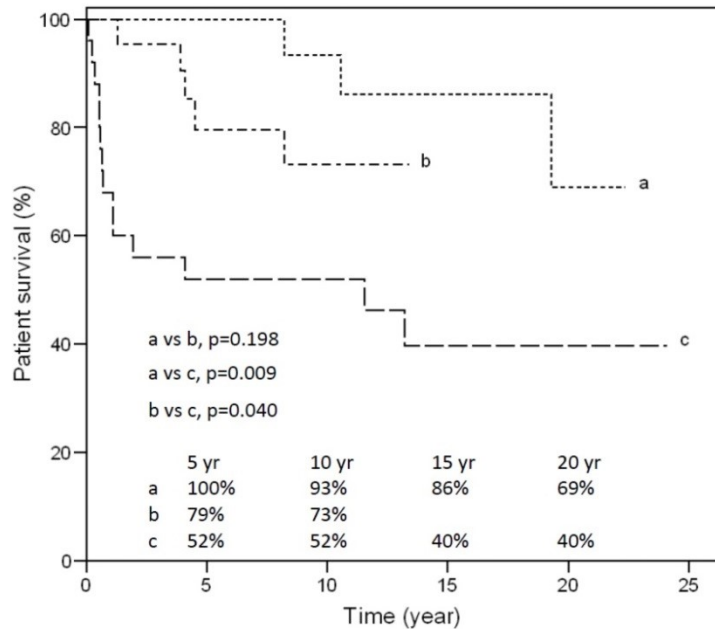 100
80
60
40
20
0
Patient survival (%)
a
b
c
a vs b, p=0.198
a vs c, p=0.009
b vs c, p=0.040
5 yr 10 yr 15 yr 20 yr
a 100% 93% 86% 69%
b 79% 73%
c 52% 52% 40% 40%
0 5 10 15 20 25
Time (year)